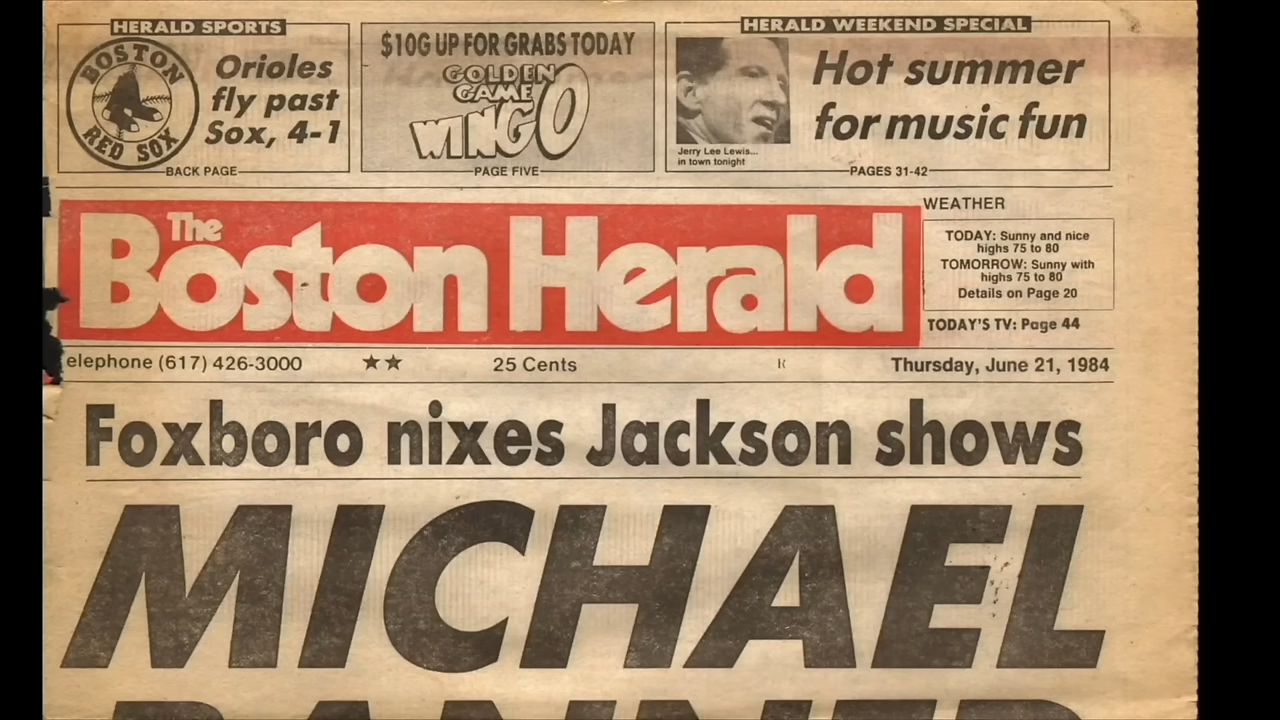 HERALD SPORTS
BOSTON
RED SOX
Orioles
fly past
Sox, 4-1
BACK PAGE
$10G UP FOR GRABS TODAY
GOLDEN
GAME
WINGO
PAGE FIVE
HERALD WEEKEND SPECIAL
Jerry Lee Lewis...
in town tonight
Hot summer
for music fun
PAGES 31-42
The
Boston Herald
WEATHER
TODAY: Sunny and nice
highs 75 to 80
TOMORROW: Sunny with
highs 75 to 80
Details on Page 20
TODAY'S TV: Page 44
elephone (617) 426-3000
★★
25 Cents
R
Thursday, June 21, 1984
Foxboro nixes Jackson shows
MICHAEL